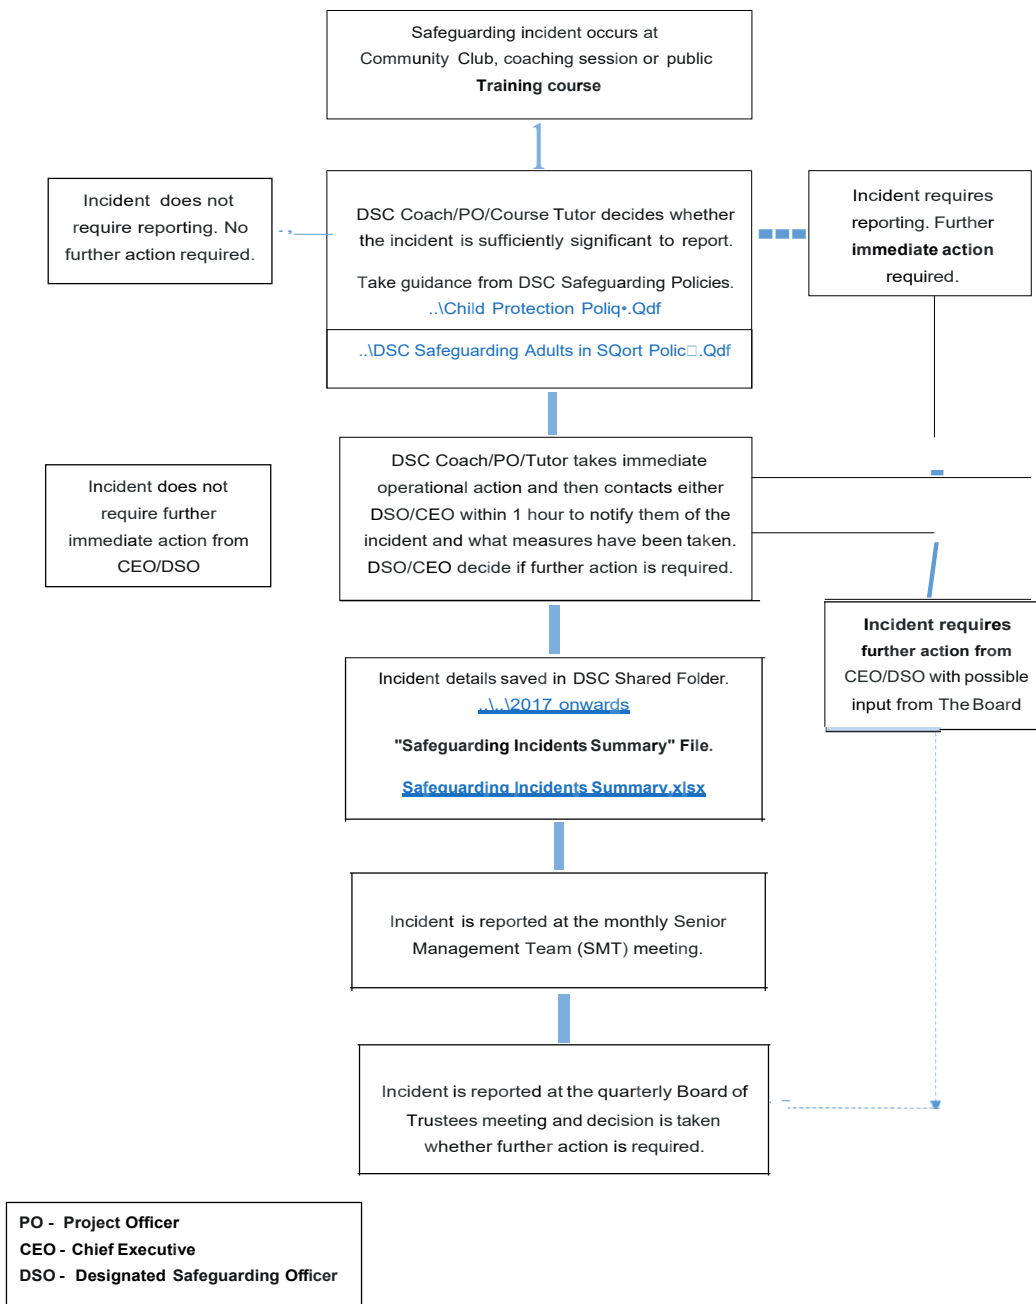 Safeguarding incident occurs at
Community Club, coaching session or public
Training course
Incident does not
require reporting. No
further action required.
DSC Coach/PO/Course Tutor decides whether
the incident is sufficiently significant to report.
Take guidance from DSC Safeguarding Policies.
..\Child Protection Poliq•.Qdf
..\DSC Safeguarding Adults in SQort Polic□.Qdf
Incident requires
reporting. Further
immediate action
required.
Incident does not
require further
immediate action from
CEO/DSO
DSC Coach/PO/Tutor takes immediate
operational action and then contacts either
DSO/CEO within 1 hour to notify them of the
incident and what measures have been taken.
DSO/CEO decide if further action is required.
Incident requires
further action from
CEO/DSO with possible
input from The Board
Incident details saved in DSC Shared Folder.
..\..\2017 onwards
"Safeguarding Incidents Summary" File.
Safeguarding Incidents Summary.xlsx
Incident is reported at the monthly Senior
Management Team (SMT) meeting.
Incident is reported at the quarterly Board of
Trustees meeting and decision is taken
whether further action is required.
PO - Project Officer
CEO - Chief Executive
DSO - Designated Safeguarding Officer